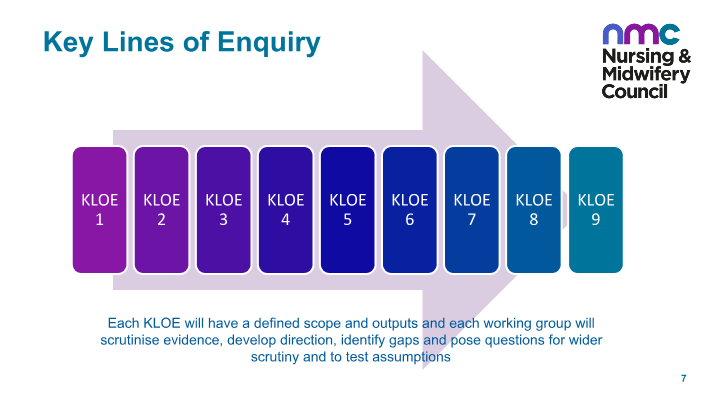 Key Lines of Enquiry
nmc
Nursing &
Midwifery
Council
KLOE
1
KLOE
2
KLOE
3
KLOE
4
KLOE
5
KLOE
6
KLOE
7
KLOE
8
KLOE
9
Each KLOE will have a defined scope and outputs and each working group will
scrutinise evidence, develop direction, identify gaps and pose questions for wider
scrutiny and to test assumptions
7